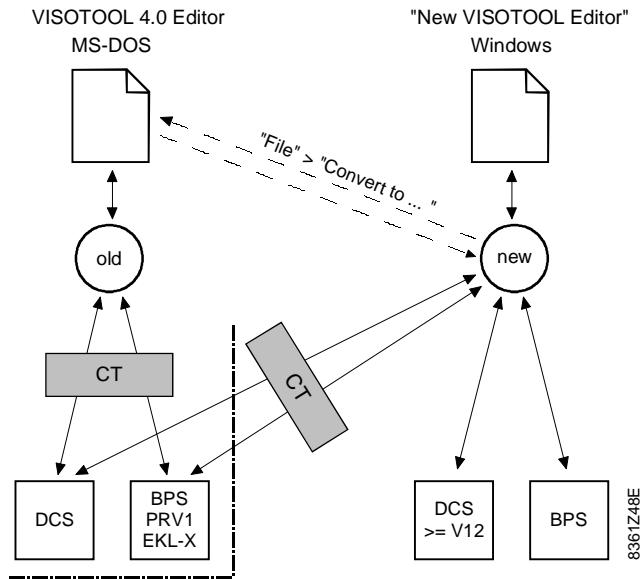 VISOTOOL 4.0 Editor
MS-DOS
"New VISOTOOL Editor"
Windows
"File" > "Convert to ... "
old
new
CT
CT
DCS
BPS
PRV1
EKL-X
DCS
>= V12
BPS
8361Z48E